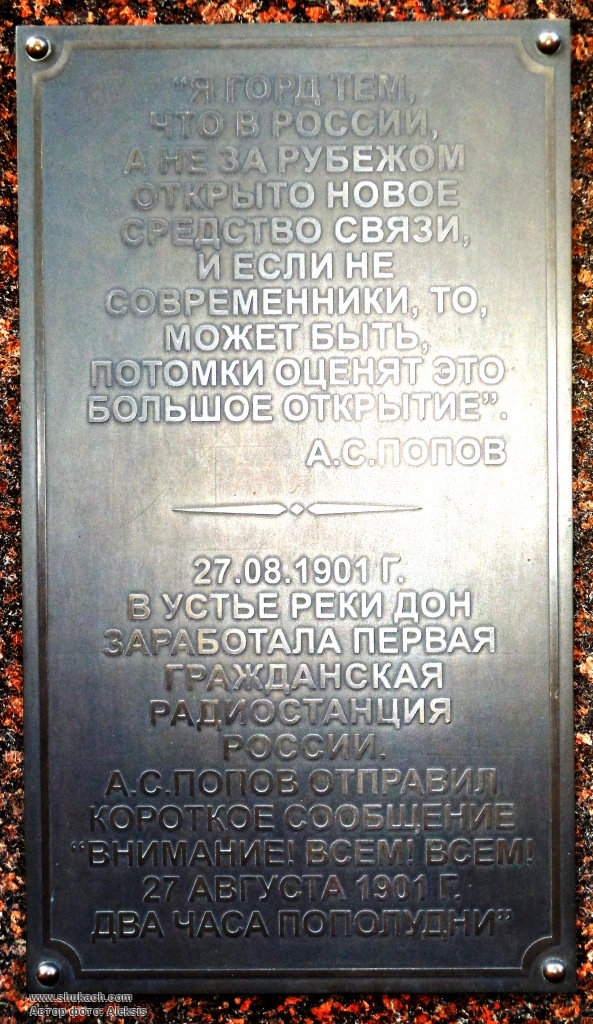 “Я ГОРД ТЕМ,
ЧТО В РОССИИ,
А НЕ ЗА РУБЕЖОМ
ОТКРЫТО НОВОЕ
СРЕДСТВО СВЯЗИ,
И ЕСЛИ НЕ
СОВРЕМЕННИКИ, ТО,
МОЖЕТ БЫТЬ,
ПОТОМКИ ОЦЕНЯТ ЭТО
БОЛЬШОЕ ОТКРЫТИЕ”.
А.С.ПОПОВ
27.08.1901 Г.
В УСТЬЕ РЕКИ ДОН
ЗАРАБОТАЛА ПЕРВАЯ
ГРАЖДАНСКАЯ
РАДИОСТАНЦИЯ
РОССИИ.
А.С.ПОПОВ ОТПРАВИЛ
КОРОТКОЕ СООБЩЕНИЕ
“ВНИМАНИЕ! ВСЕМ! ВСЕМ!
27 АВГУСТА 1901 Г.
ДВА ЧАСА ПОПОЛУДНИ”
www.shukach.com
Автор фото: Aleksis